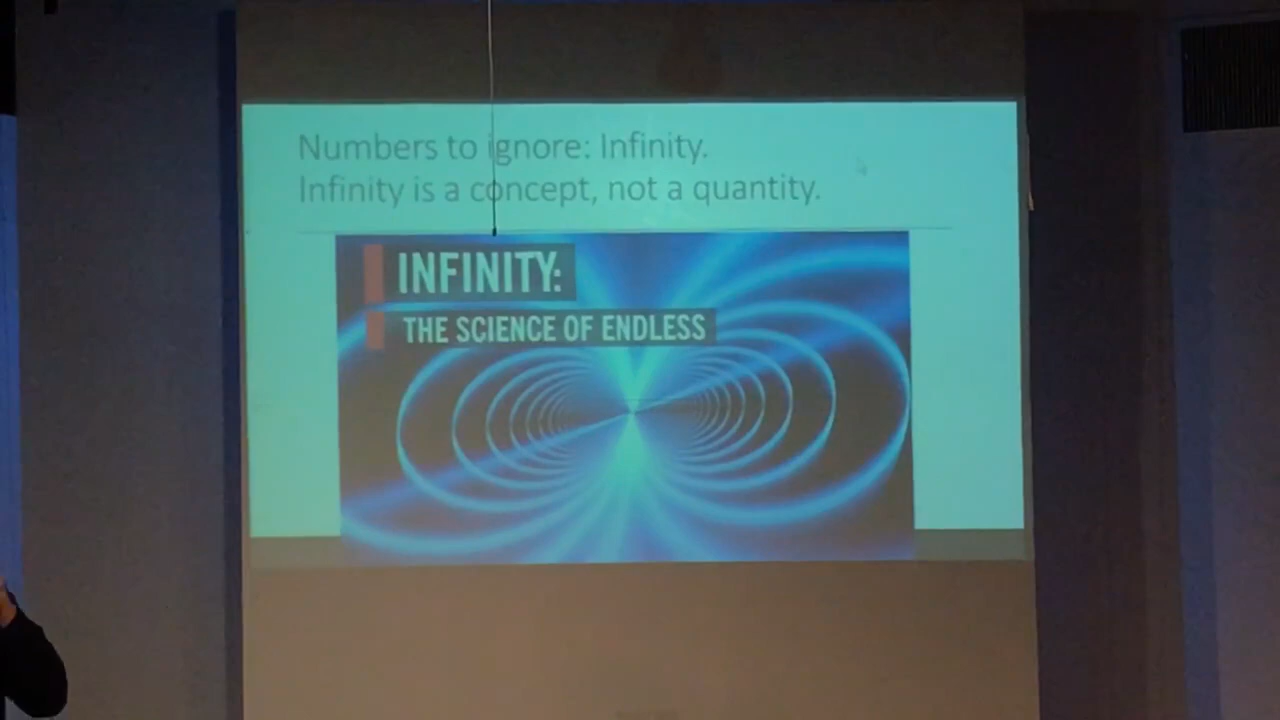 Numbers to ignore: Infinity.
Infinity is a concept, not a quantity.
INFINITY:
THE SCIENCE OF ENDLESS